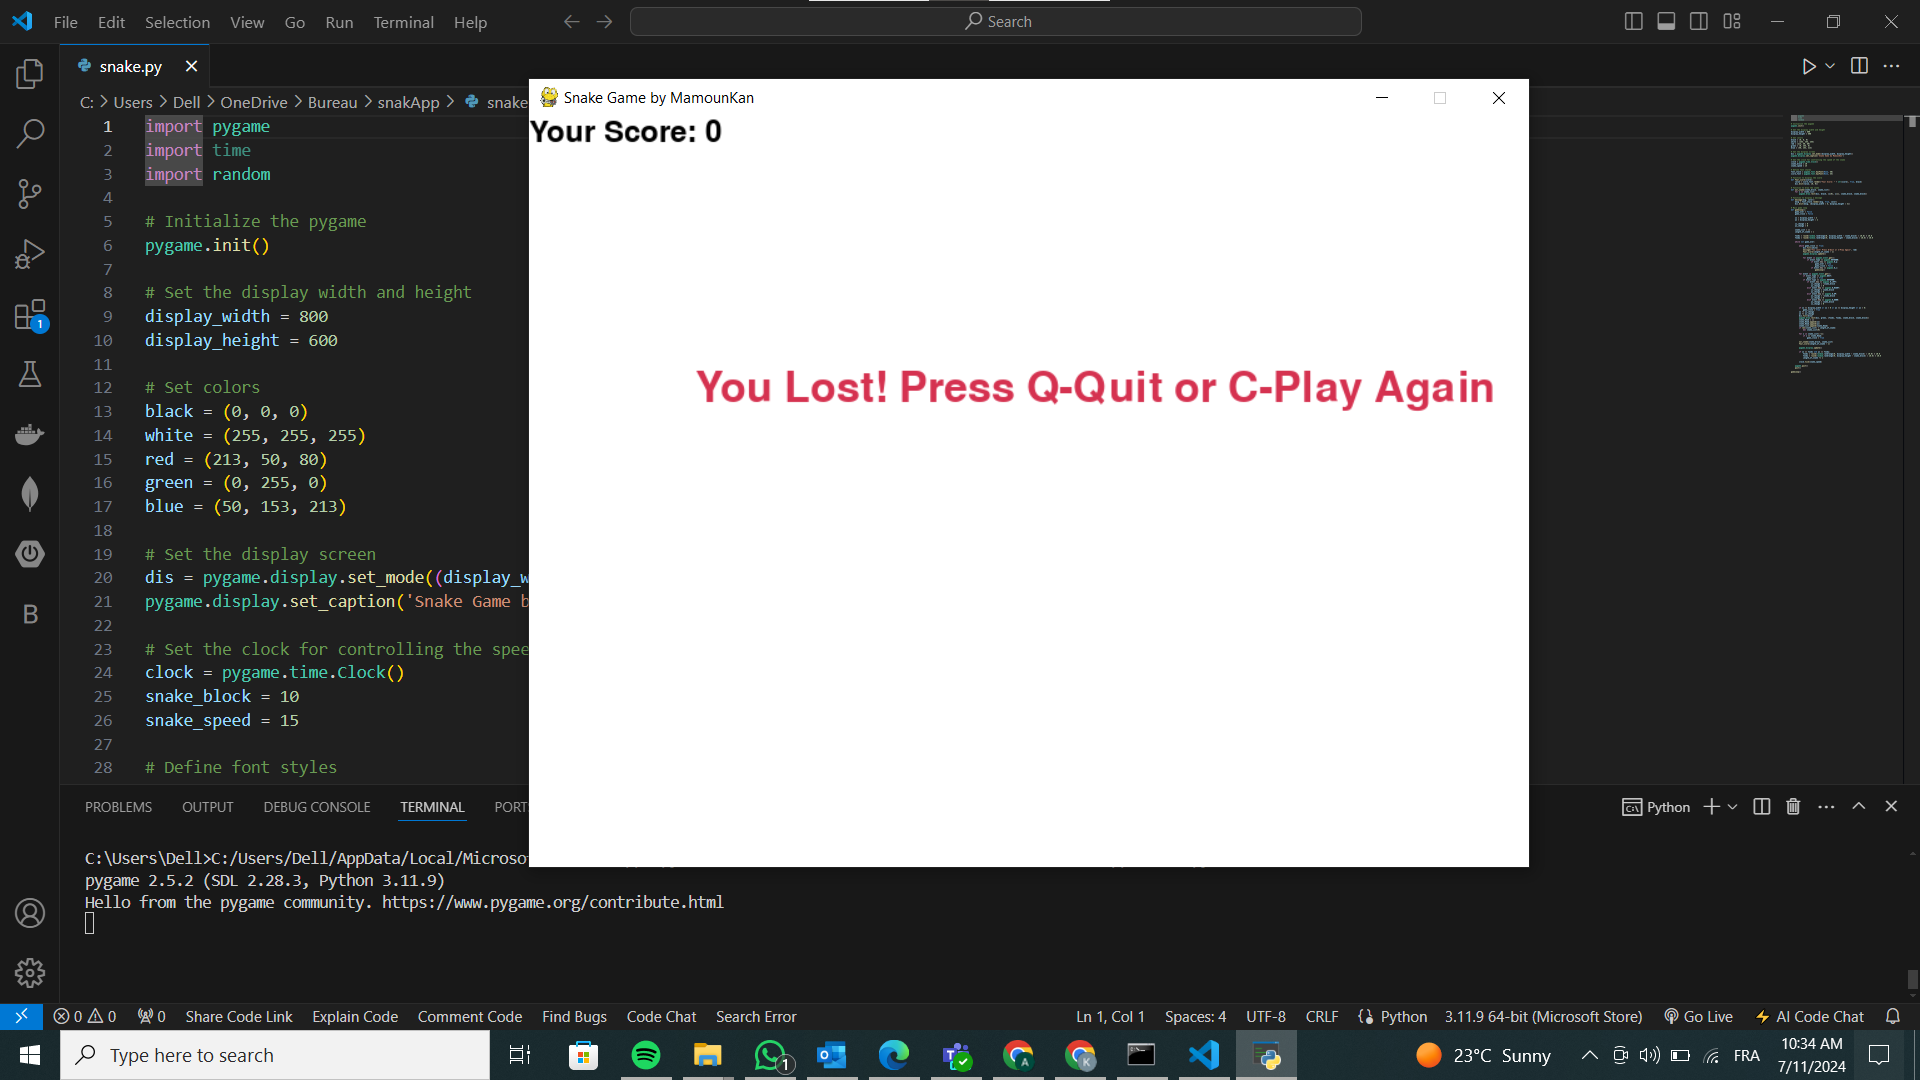 File Edit Selection View Go Run Terminal Help
Search
snake.py
C: > Users > Dell > OneDrive > Bureau > snakApp > snake
1 import pygame
2 import time
3 import random
4
5 # Initialize the pygame
6 pygame.init()
7
8 # Set the display width and height
9 display_width = 800
10 display_height = 600
11
12 # Set colors
13 black = (0, 0, 0)
14 white = (255, 255, 255)
15 red = (213, 50, 80)
16 green = (0, 255, 0)
17 blue = (50, 153, 213)
18
19 # Set the display screen
20 dis = pygame.display.set_mode((display_w
21 pygame.display.set_caption('Snake Game b
22
23 # Set the clock for controlling the spee
24 clock = pygame.time.Clock()
25 snake_block = 10
26 snake_speed = 15
27
28 # Define font styles
Snake Game by MamounKan
Your Score: 0
You Lost! Press Q-Quit or C-Play Again
1
B
PROBLEMS OUTPUT DEBUG CONSOLE TERMINAL PORT
Python
C:\Users\Dell>C:/Users/Dell/AppData/Local/Microso
pygame 2.5.2 (SDL 2.28.3, Python 3.11.9)
Hello from the pygame community. https://www.pygame.org/contribute.html
0 0 0 Share Code Link Explain Code Comment Code Find Bugs Code Chat Search Error
Ln 1, Col 1 Spaces: 4 UTF-8 CRLF Python 3.11.9 64-bit (Microsoft Store) Go Live AI Code Chat
Type here to search
1
23°C Sunny
FRA
10:34 AM
7/11/2024